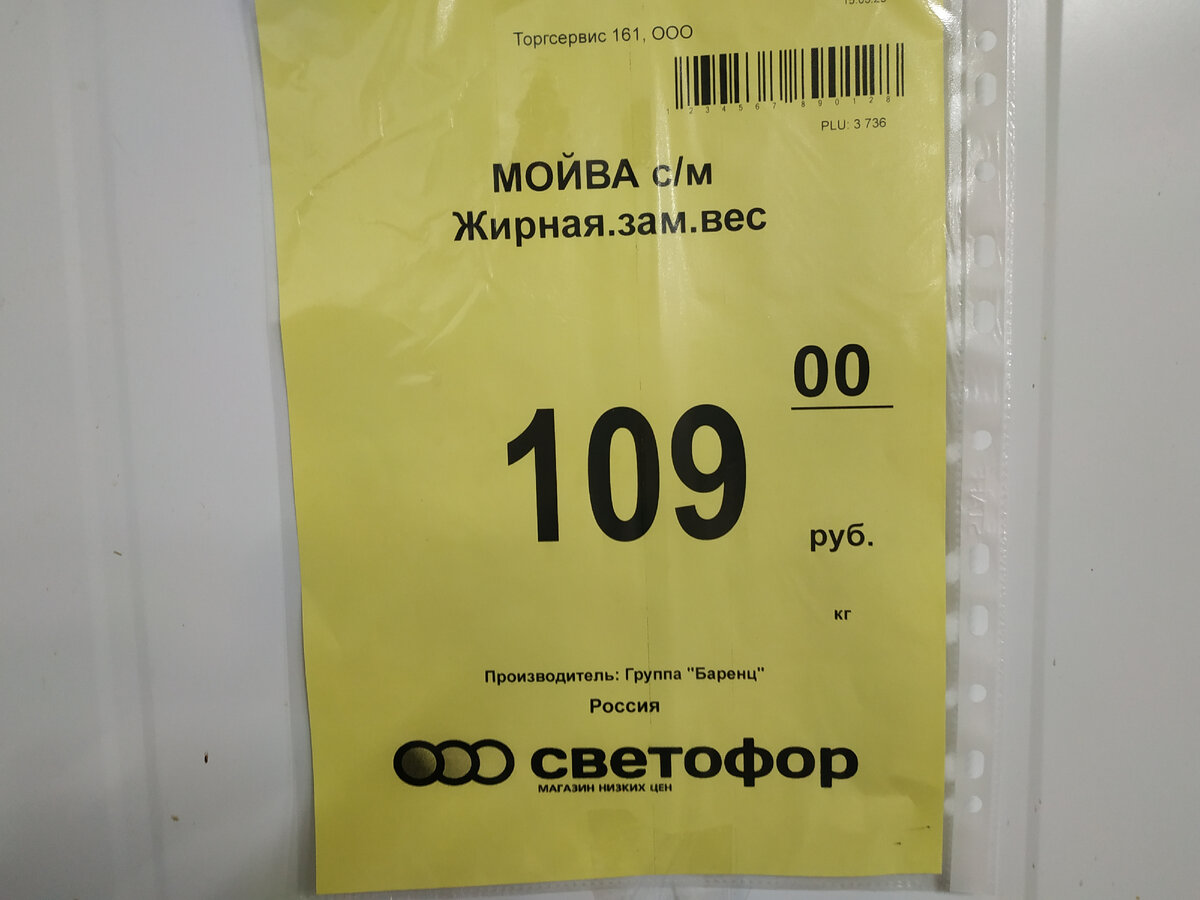 Торгсервис 161, ООО
1 2 3 4 5 6 7 8 9 0 1 2 8
PLU: 3 736
МОЙВА с/м
Жирная.зам.вес
109 00
руб.
кг
Производитель: Группа "Баренц"
Россия
светофор
МАГАЗИН НИЗКИХ ЦЕН